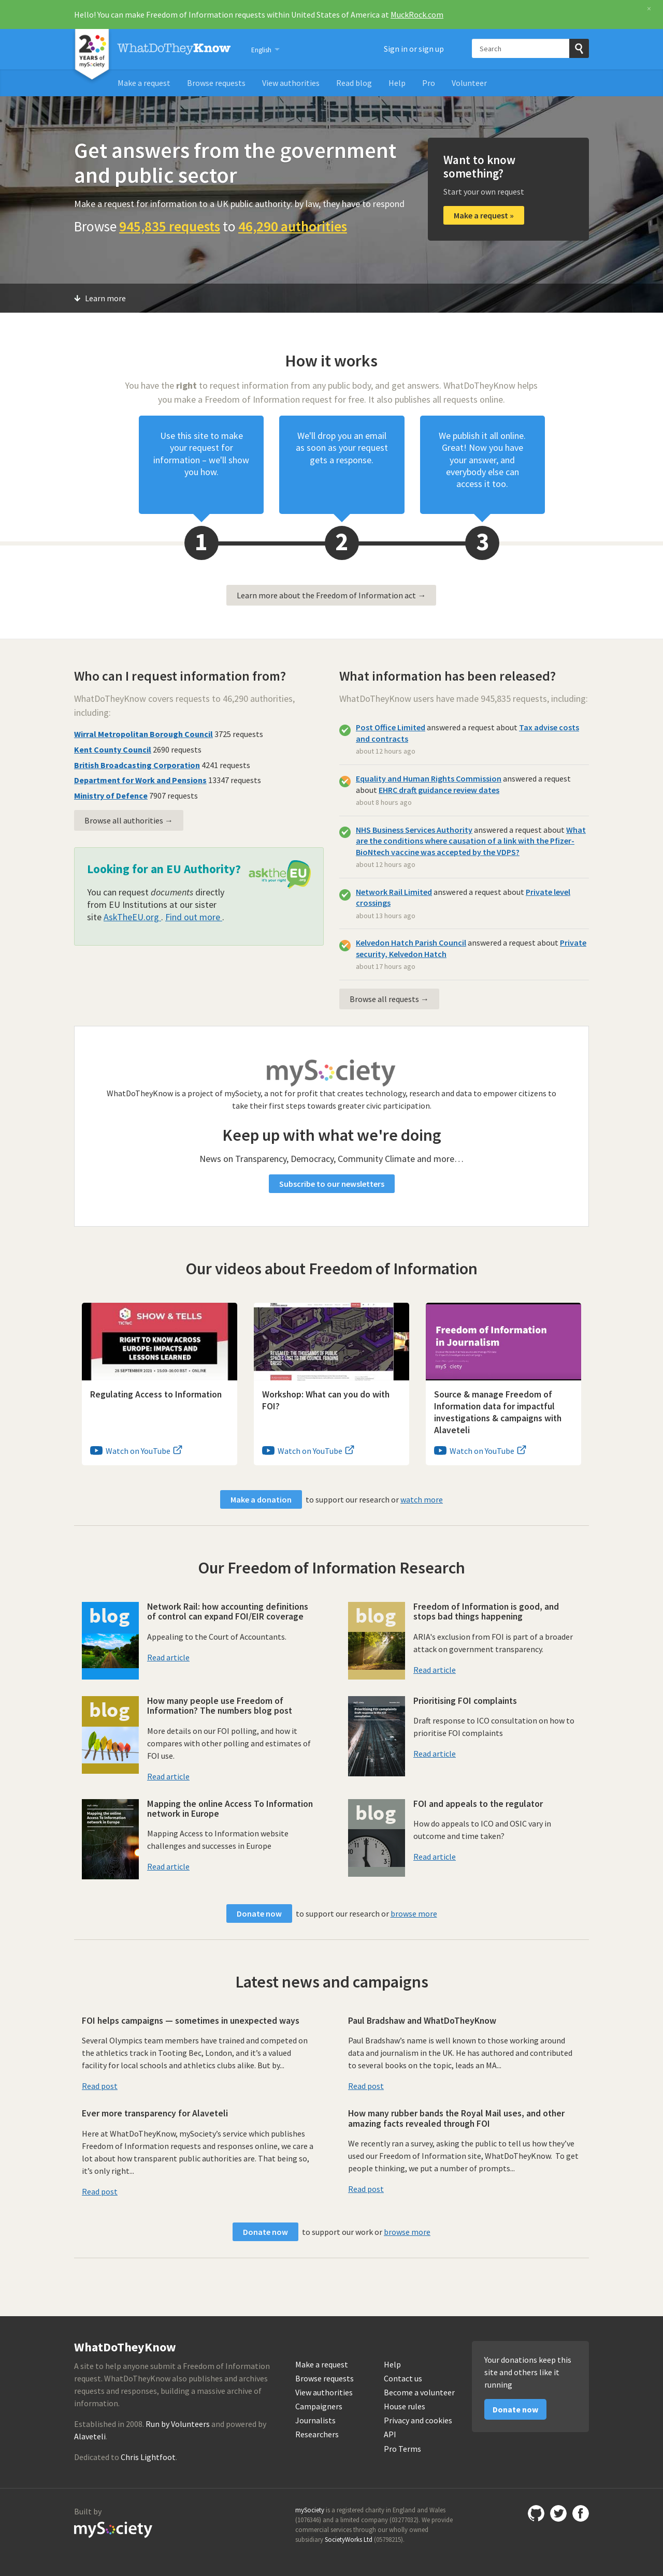 Hello! You can make Freedom of Information requests within United States of America at MuckRock.com
×
20
YEARS of
mySociety
WhatDoTheyKnow
English
Sign in or sign up
Search
Make a request
Browse requests
View authorities
Read blog
Help
Pro
Volunteer
Get answers from the government
and public sector
Make a request for information to a UK public authority: by law, they have to respond
Browse 945,835 requests to 46,290 authorities
Want to know
something?
Start your own request
Make a request »
Learn more
How it works
You have the right to request information from any public body, and get answers. WhatDoTheyKnow helps
you make a Freedom of Information request for free. It also publishes all requests online.
Use this site to make
your request for
information – we'll show
you how.
We'll drop you an email
as soon as your request
gets a response.
We publish it all online.
Great! Now you have
your answer, and
everybody else can
access it too.
1
2
3
Learn more about the Freedom of Information act →
Who can I request information from?
WhatDoTheyKnow covers requests to 46,290 authorities,
including:
Wirral Metropolitan Borough Council 3725 requests
Kent County Council 2690 requests
British Broadcasting Corporation 4241 requests
Department for Work and Pensions 13347 requests
Ministry of Defence 7907 requests
Browse all authorities →
Looking for an EU Authority?
asktheEU
it's your right
You can request documents directly
from EU Institutions at our sister
site AskTheEU.org . Find out more .
What information has been released?
WhatDoTheyKnow users have made 945,835 requests, including:
Post Office Limited answered a request about Tax advise costs
and contracts
about 12 hours ago
Equality and Human Rights Commission answered a request
about EHRC draft guidance review dates
about 8 hours ago
NHS Business Services Authority answered a request about What
are the conditions where causation of a link with the Pfizer-
BioNtech vaccine was accepted by the VDPS?
about 12 hours ago
Network Rail Limited answered a request about Private level
crossings
about 13 hours ago
Kelvedon Hatch Parish Council answered a request about Private
security, Kelvedon Hatch
about 17 hours ago
Browse all requests →
mySociety
WhatDoTheyKnow is a project of mySociety, a not for profit that creates technology, research and data to empower citizens to
take their first steps towards greater civic participation.
Keep up with what we're doing
News on Transparency, Democracy, Community Climate and more…
Subscribe to our newsletters
Our videos about Freedom of Information
TICTeC
SHOW & TELLS
RIGHT TO KNOW ACROSS
EUROPE: IMPACTS AND
LESSONS LEARNED
REVEALED: THE THOUSANDS OF PUBLIC
SPACES LOST TO THE COUNCIL FUNDING
CRISIS
Freedom of Information
in Journalism
mySociety
Regulating Access to Information
Watch on YouTube
Workshop: What can you do with
FOI?
Watch on YouTube
Source & manage Freedom of
Information data for impactful
investigations & campaigns with
Alaveteli
Watch on YouTube
Make a donation to support our research or watch more
Our Freedom of Information Research
blog
Network Rail: how accounting definitions
of control can expand FOI/EIR coverage
Appealing to the Court of Accountants.
Read article
blog
Freedom of Information is good, and
stops bad things happening
ARIA's exclusion from FOI is part of a broader
attack on government transparency.
Read article
blog
How many people use Freedom of
Information? The numbers blog post
More details on our FOI polling, and how it
compares with other polling and estimates of
FOI use.
Read article
Prioritising FOI complaints
Draft response to ICO consultation on how to
prioritise FOI complaints
Read article
Mapping the online
Access To Information
network in Europe
Mapping the online Access To Information
network in Europe
Mapping Access to Information website
challenges and successes in Europe
Read article
blog
FOI and appeals to the regulator
How do appeals to ICO and OSIC vary in
outcome and time taken?
Read article
Donate now to support our research or browse more
Latest news and campaigns
FOI helps campaigns — sometimes in unexpected ways
Several Olympics team members have trained and competed on
the athletics track in Tooting Bec, London, and it's a valued
facility for local schools and athletics clubs alike. But by...
Read post
Paul Bradshaw and WhatDoTheyKnow
Paul Bradshaw's name is well known to those working around
data and journalism in the UK. He has authored and contributed
to several books on the topic, leads an MA...
Read post
Ever more transparency for Alaveteli
Here at WhatDoTheyKnow, mySociety's service which publishes
Freedom of Information requests and responses online, we care a
lot about how transparent public authorities are. That being so,
it's only right...
Read post
How many rubber bands the Royal Mail uses, and other
amazing facts revealed through FOI
We recently ran a survey, asking the public to tell us how they've
used our Freedom of Information site, WhatDoTheyKnow. To get
people thinking, we put a number of prompts...
Read post
Donate now to support our work or browse more
WhatDoTheyKnow
A site to help anyone submit a Freedom of Information
request. WhatDoTheyKnow also publishes and archives
requests and responses, building a massive archive of
information.
Established in 2008. Run by Volunteers and powered by
Alaveteli.
Dedicated to Chris Lightfoot.
Make a request
Browse requests
View authorities
Campaigners
Journalists
Researchers
Help
Contact us
Become a volunteer
House rules
Privacy and cookies
API
Pro Terms
Your donations keep this
site and others like it
running
Donate now
Built by
mySociety
mySociety is a registered charity in England and Wales
(1076346) and a limited company (03277032). We provide
commercial services through our wholly owned
subsidiary SocietyWorks Ltd (05798215).